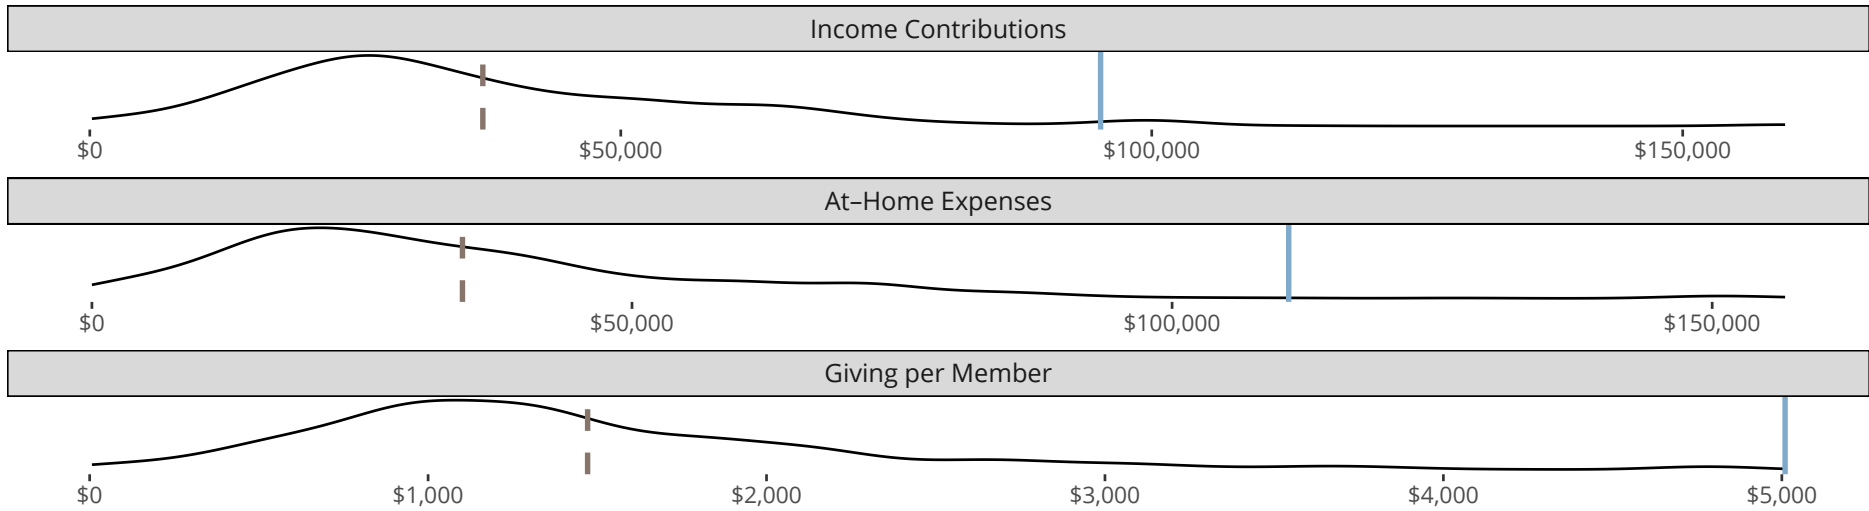 Income Contributions
$0 $50,000 $100,000 $150,000
At–Home Expenses
$0 $50,000 $100,000 $150,000
Giving per Member
$0 $1,000 $2,000 $3,000 $4,000 $5,000